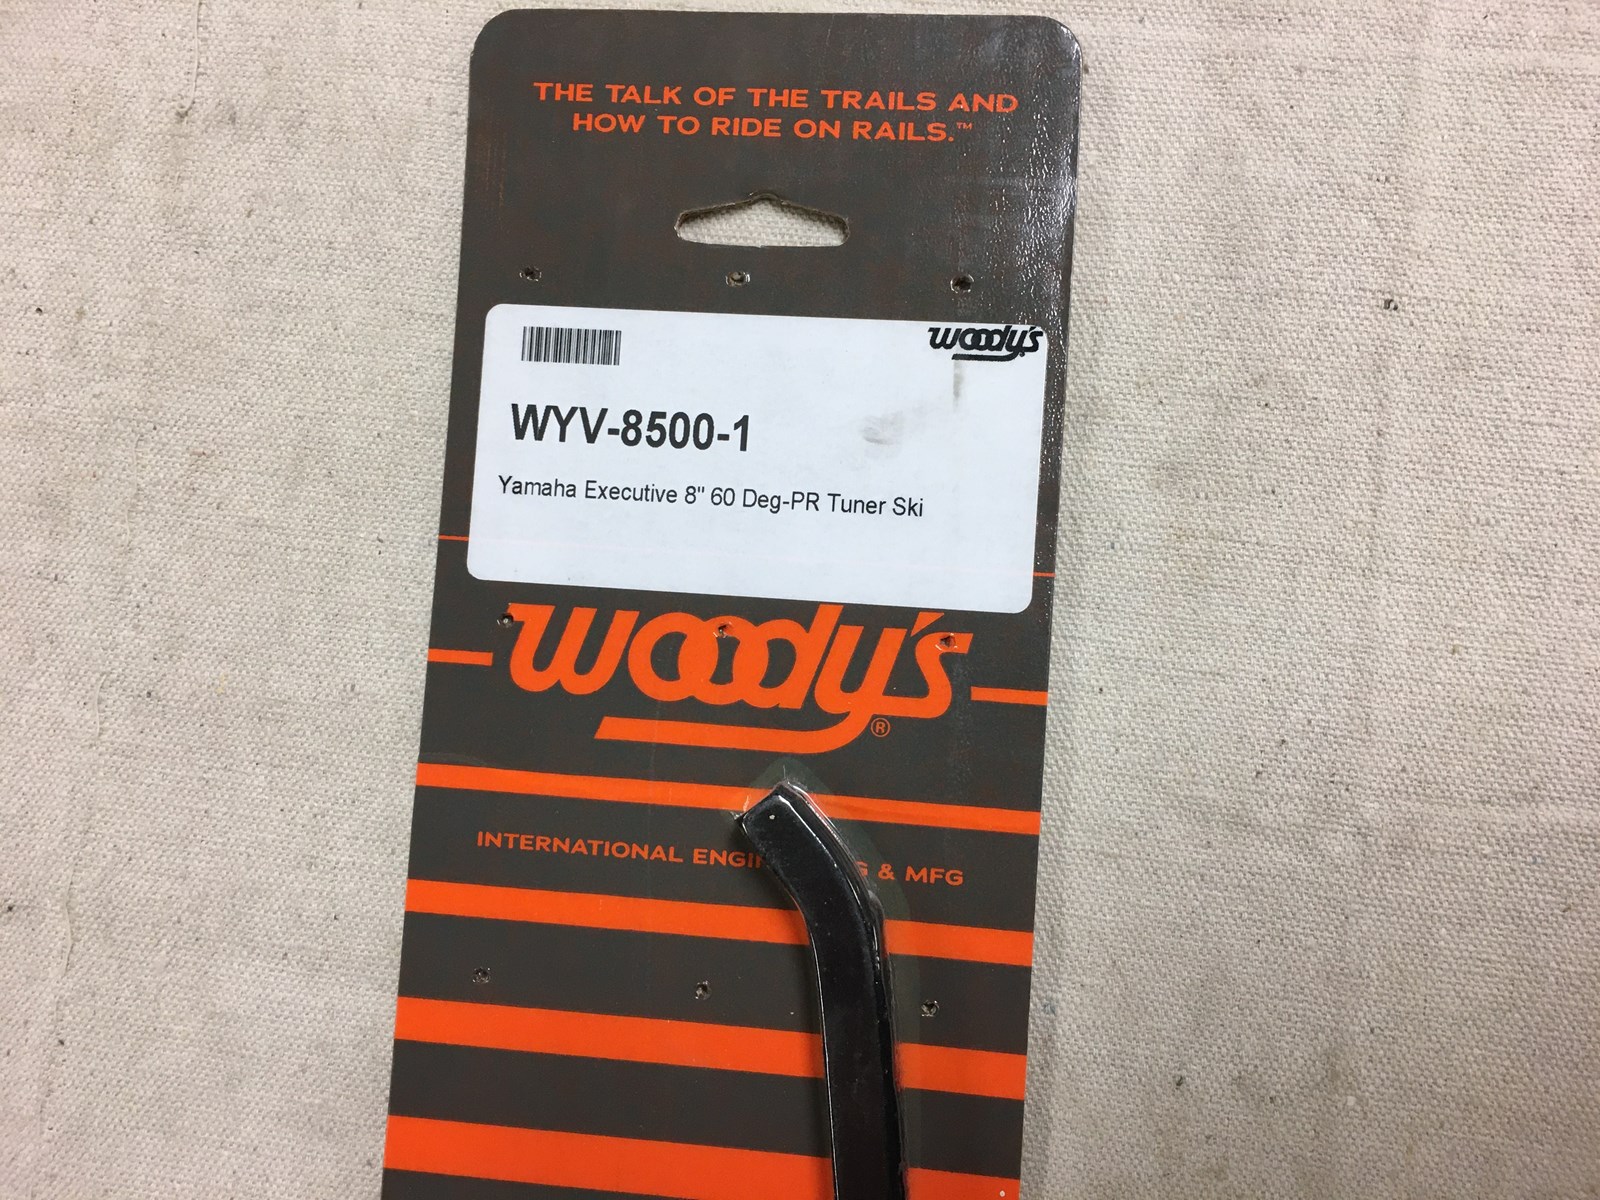 THE TALK OF THE TRAILS AND
HOW TO RIDE ON RAILS.™
woody's
WYV-8500-1
Yamaha Executive 8" 60 Deg-PR Tuner Ski
woody's®
INTERNATIONAL & MFG